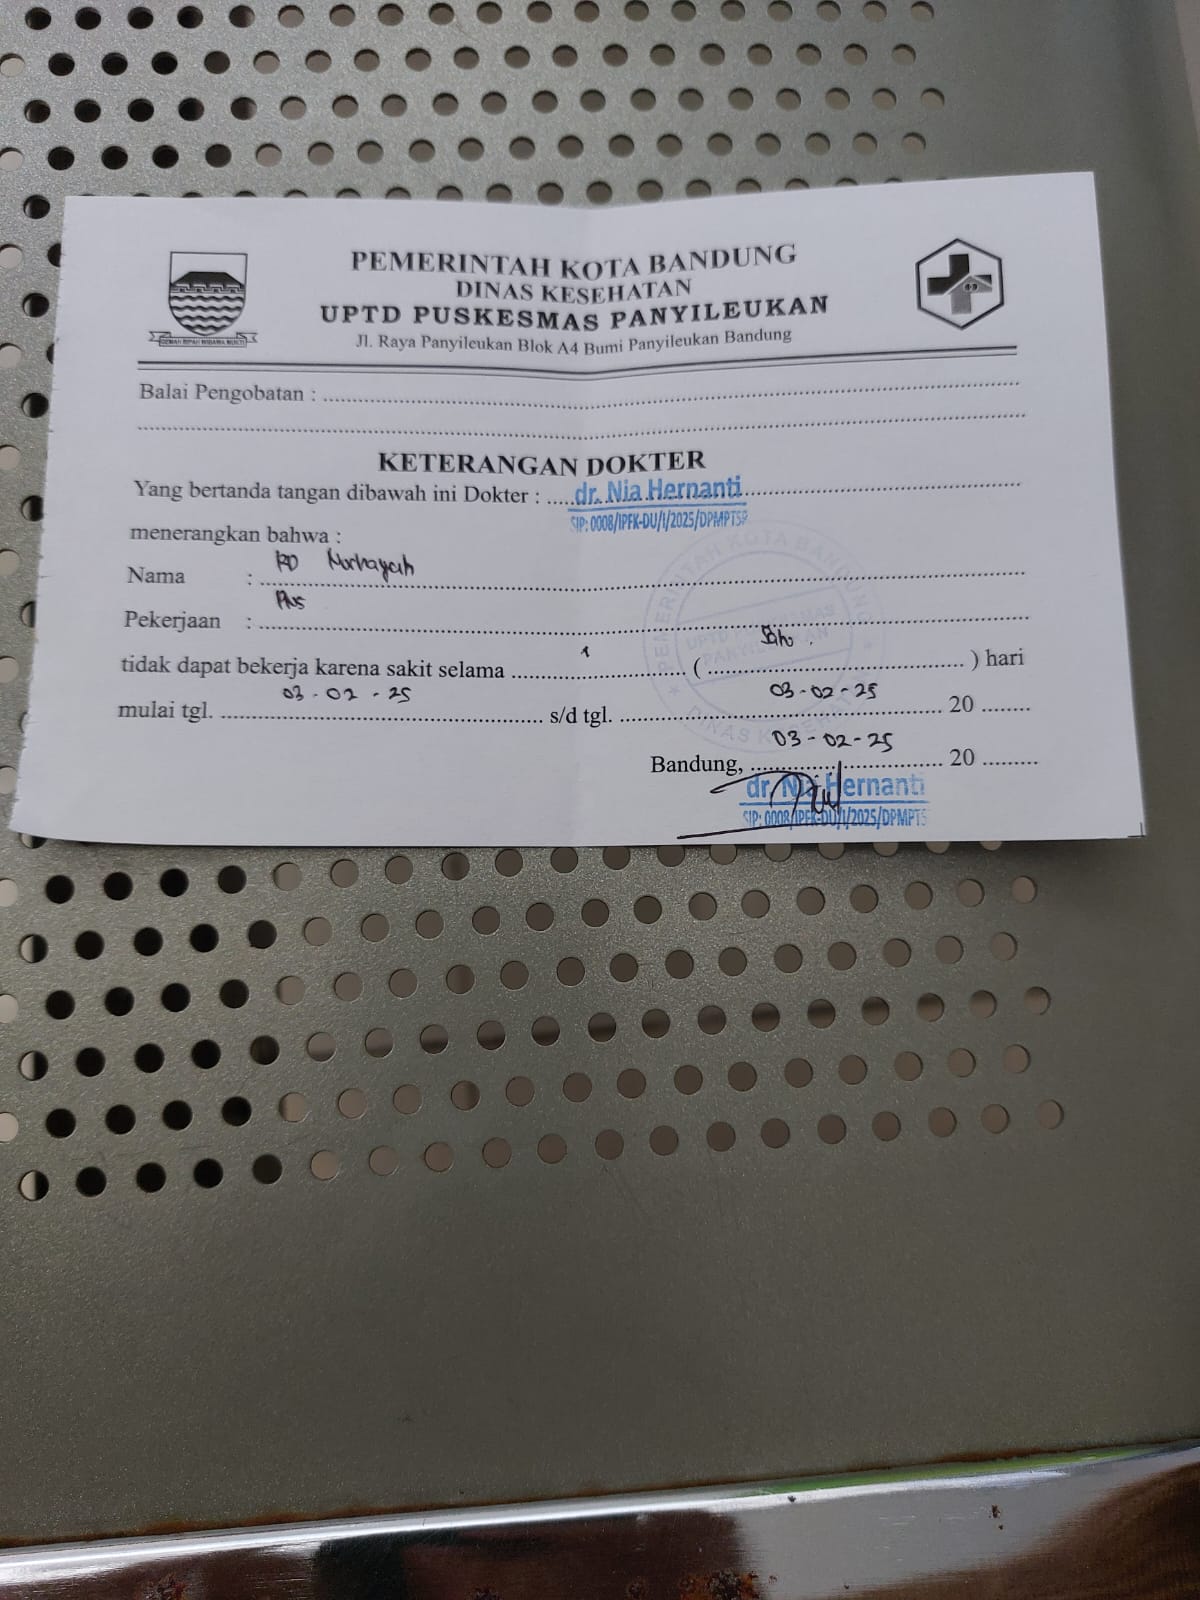 PEMERINTAH KOTA BANDUNG
DINAS KESEHATAN
UPTD PUSKESMAS PANYILEUKAN
Jl. Raya Panyileukan Blok A4 Bumi Panyileukan Bandung
GEMAH RIPAH WIBAWA MUKTI
Balai Pengobatan : ............................................
............................................
KETERANGAN DOKTER
Yang bertanda tangan dibawah ini Dokter : ..... dr. Nia Hernanti .....
SIP: 0008/IPFK-DU/I/2025/DPMPTSP
menerangkan bahwa :
Nama : RD Nurhayah
Pekerjaan : PNS
tidak dapat bekerja karena sakit selama ..... 1 ..... ( ..... ) hari
mulai tgl. 03-02-25 s/d tgl. 03-02-25 20 ........
Bandung, 03-02-25 20 .........
dr. Nia Hernanti
SIP: 0008/IPFK-DU/I/2025/DPMPTS
PEMERINTAH KOTA BANDUNG
UPTD PUSKESMAS
PANYILEUKAN
DINAS KESEHATAN